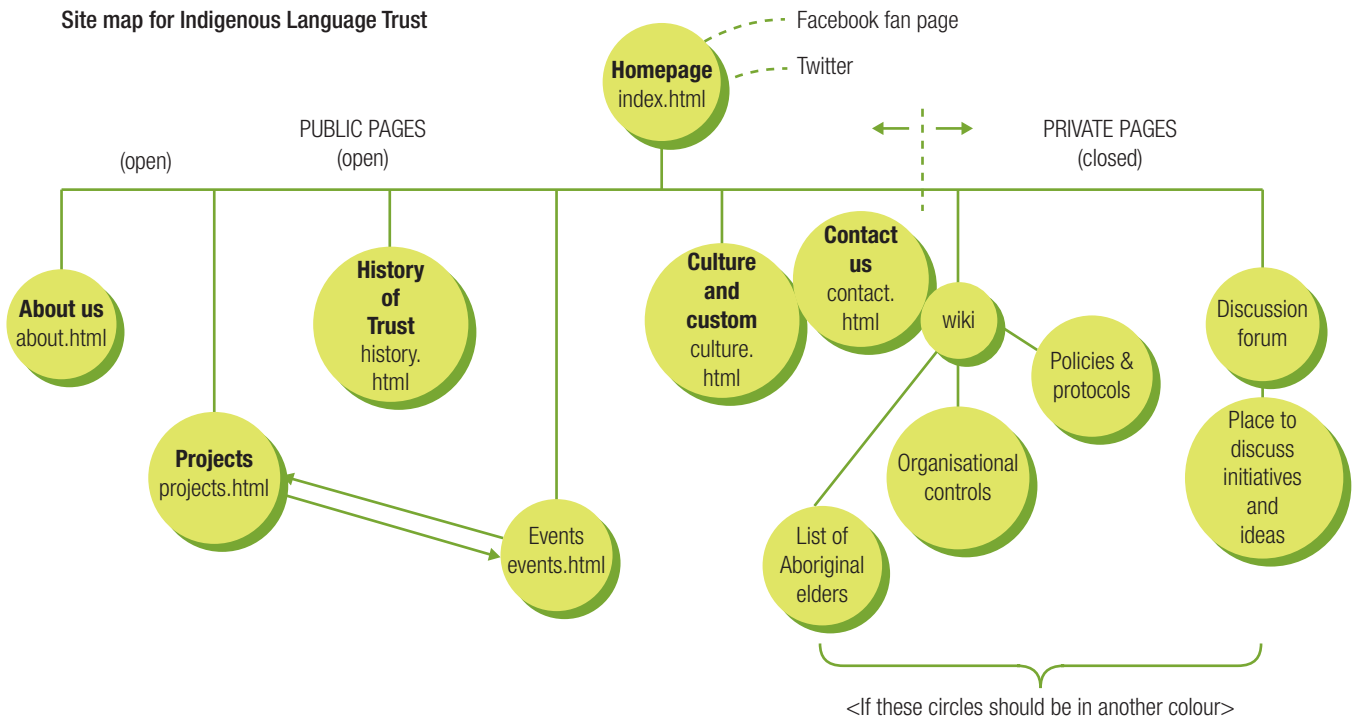 Site map for Indigenous Language Trust
Facebook fan page
Twitter
Homepage
index.html
PUBLIC PAGES
(open)
(open)
PRIVATE PAGES
(closed)
About us
about.html
Projects
projects.html
History
of
Trust
history.
html
Events
events.html
Culture
and
custom
culture.
html
Contact
us
contact.
html
wiki
List of
Aboriginal
elders
Organisational
controls
Policies &
protocols
Discussion
forum
Place to
discuss
initiatives
and
ideas
<If these circles should be in another colour>